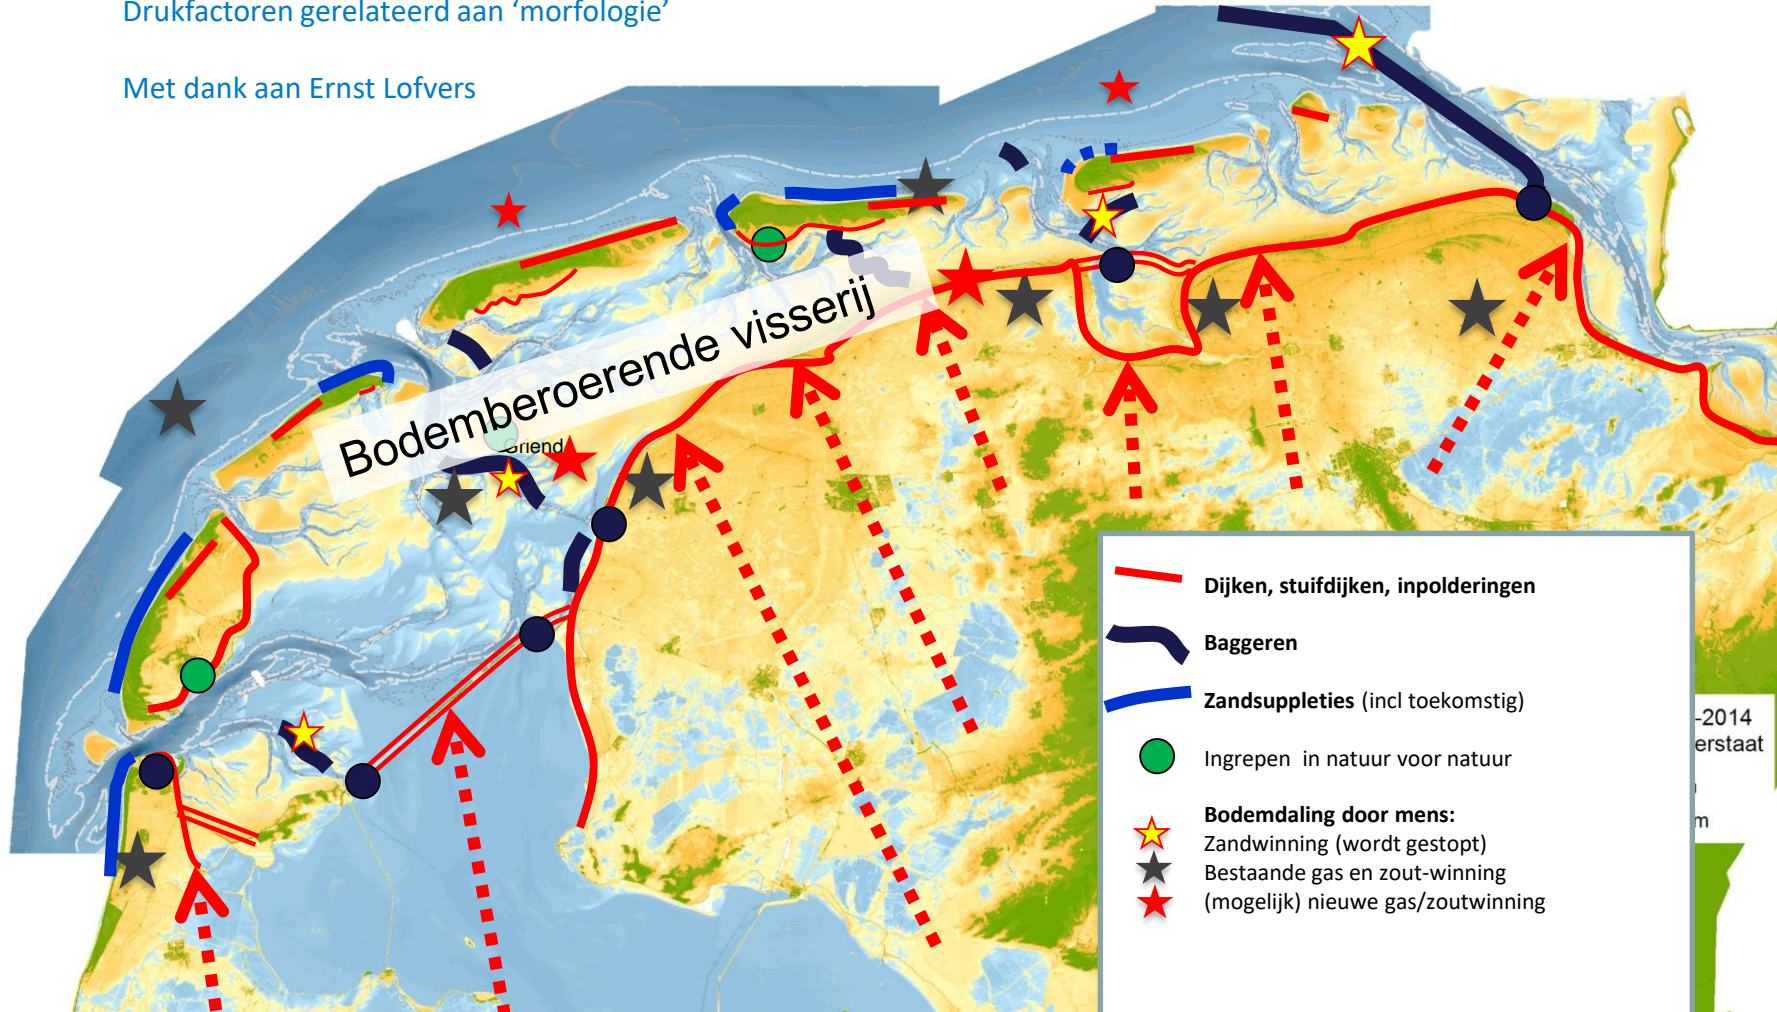 Drukfactoren gerelateerd aan ‘morfologie’
Met dank aan Ernst Lofvers
Bodemberoerende visserij
Griend
Dijken, stuifdijken, inpolderingen
Baggeren
Zandsuppleties (incl toekomstig)
Ingrepen in natuur voor natuur
Bodemdaling door mens:
Zandwinning (wordt gestopt)
Bestaande gas en zout-winning
(mogelijk) nieuwe gas/zoutwinning
-2014
erstaat
m